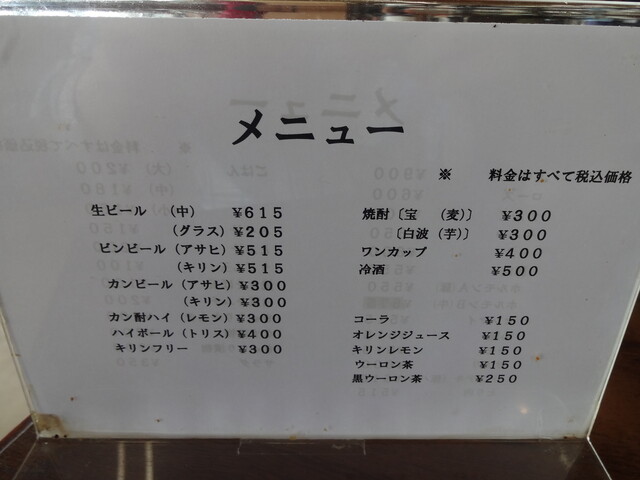 メニュー
※ 料金はすべて税込価格
生ビール (中) ¥615
(グラス) ¥205
ビンビール (アサヒ) ¥515
(キリン) ¥515
カンビール (アサヒ) ¥300
(キリン) ¥300
カン酎ハイ (レモン) ¥300
ハイボール (トリス) ¥400
キリンフリー ¥300
焼酎〔宝 (麦)〕 ¥300
〔白波 (芋)〕 ¥300
ワンカップ ¥400
冷酒 ¥500
コーラ ¥150
オレンジジュース ¥150
キリンレモン ¥150
ウーロン茶 ¥150
黒ウーロン茶 ¥250